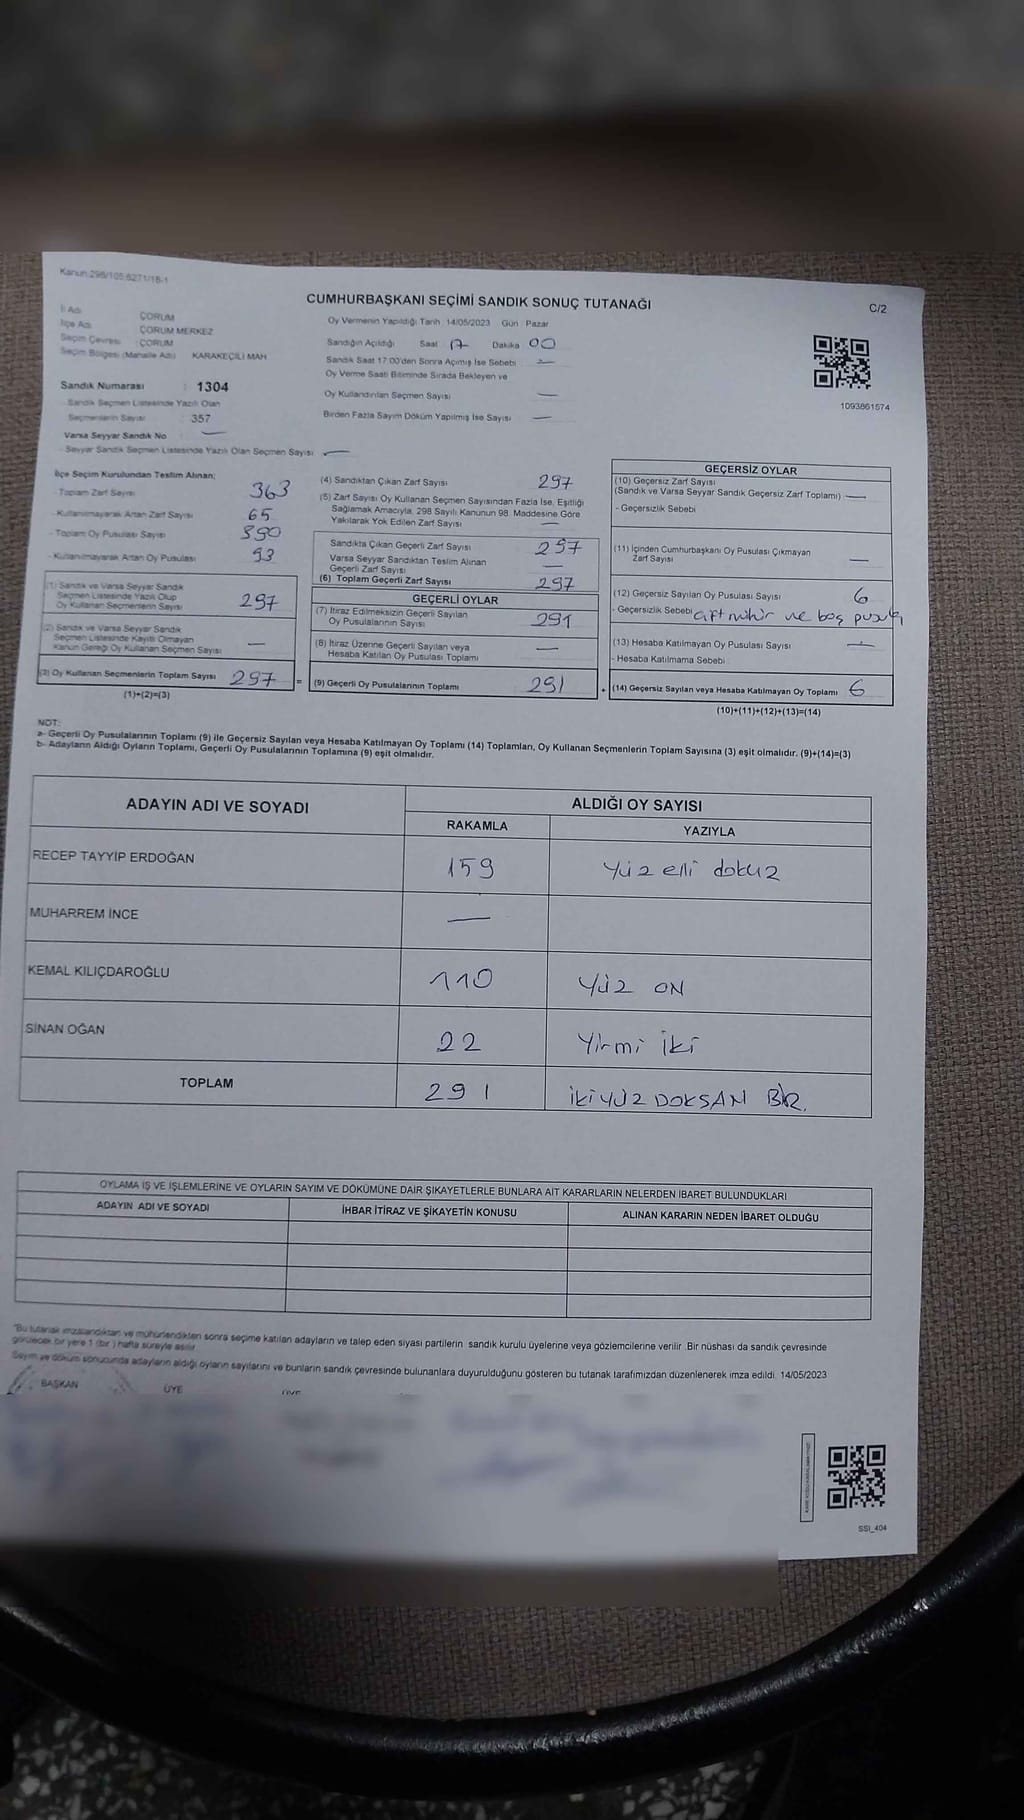 Kanun:298/105,6271/18-1
CUMHURBAŞKANI SEÇİMİ SANDIK SONUÇ TUTANAĞI
C/2
İl Adı : ÇORUM
İlçe Adı : ÇORUM MERKEZ
Seçim Çevresi : ÇORUM
Seçim Bölgesi (Mahalle Adı) : KARAKEÇİLİ MAH
Sandık Numarası : 1304
- Sandık Seçmen Listesinde Yazılı Olan
Seçmenlerin Sayısı : 357
Varsa Seyyar Sandık No : —
- Seyyar Sandık Seçmen Listesinde Yazılı Olan Seçmen Sayısı : —
Oy Vermenin Yapıldığı Tarih :14/05/2023 Gün : Pazar
Sandığın Açıldığı Saat 17 Dakika 00
Sandık Saat 17:00'den Sonra Açılmış İse Sebebi —
Oy Verme Saati Bitiminde Sırada Bekleyen ve
Oy Kullandırılan Seçmen Sayısı —
Birden Fazla Sayım Döküm Yapılmış İse Sayısı —
1093861574
İlçe Seçim Kurulundan Teslim Alınan;
- Toplam Zarf Sayısı 363
- Kullanılmayarak Artan Zarf Sayısı 65
- Toplam Oy Pusulası Sayısı 390
- Kullanılmayarak Artan Oy Pusulası 93
(1) Sandık ve Varsa Seyyar Sandık
Seçmen Listesinde Yazılı Olup
Oy Kullanan Seçmenlerin Sayısı 297
(2) Sandık ve Varsa Seyyar Sandık
Seçmen Listesinde Kayıtlı Olmayan
Kanun Gereği Oy Kullanan Seçmen Sayısı —
(3) Oy Kullanan Seçmenlerin Toplam Sayısı 297
(1)+(2)=(3)
(4) Sandıktan Çıkan Zarf Sayısı 297
(5) Zarf Sayısı Oy Kullanan Seçmen Sayısından Fazla İse, Eşitliği
Sağlamak Amacıyla, 298 Sayılı Kanunun 98. Maddesine Göre
Yakılarak Yok Edilen Zarf Sayısı —
Sandıkta Çıkan Geçerli Zarf Sayısı 297
Varsa Seyyar Sandıktan Teslim Alınan
Geçerli Zarf Sayısı —
(6) Toplam Geçerli Zarf Sayısı 297
GEÇERLİ OYLAR
(7) İtiraz Edilmeksizin Geçerli Sayılan
Oy Pusulalarının Sayısı 291
(8) İtiraz Üzerine Geçerli Sayılan veya
Hesaba Katılan Oy Pusulası Toplamı —
= (9) Geçerli Oy Pusulalarının Toplamı 291
GEÇERSİZ OYLAR
(10) Geçersiz Zarf Sayısı
(Sandık ve Varsa Seyyar Sandık Geçersiz Zarf Toplamı) —
- Geçersizlik Sebebi
(11) İçinden Cumhurbaşkanı Oy Pusulası Çıkmayan
Zarf Sayısı —
(12) Geçersiz Sayılan Oy Pusulası Sayısı 6
- Geçersizlik Sebebi çift mühür ve boş pusula
(13) Hesaba Katılmayan Oy Pusulası Sayısı —
- Hesaba Katılmama Sebebi
+ (14) Geçersiz Sayılan veya Hesaba Katılmayan Oy Toplamı 6
(10)+(11)+(12)+(13)=(14)
NOT:
a- Geçerli Oy Pusulalarının Toplamı (9) ile Geçersiz Sayılan veya Hesaba Katılmayan Oy Toplamı (14) Toplamları, Oy Kullanan Seçmenlerin Toplam Sayısına (3) eşit olmalıdır. (9)+(14)=(3)
b- Adayların Aldığı Oyların Toplamı, Geçerli Oy Pusulalarının Toplamına (9) eşit olmalıdır.
ADAYIN ADI VE SOYADI
ALDIĞI OY SAYISI
RAKAMLA YAZIYLA
RECEP TAYYİP ERDOĞAN 159 Yüz elli dokuz
MUHARREM İNCE —
KEMAL KILIÇDAROĞLU 110 Yüz ON
SİNAN OĞAN 22 Yirmi iki
TOPLAM 291 iKiYÜZ DOKSAN BİR.
OYLAMA İŞ VE İŞLEMLERİNE VE OYLARIN SAYIM VE DÖKÜMÜNE DAİR ŞİKAYETLERLE BUNLARA AİT KARARLARIN NELERDEN İBARET BULUNDUKLARI
ADAYIN ADI VE SOYADI İHBAR İTİRAZ VE ŞİKAYETİN KONUSU ALINAN KARARIN NEDEN İBARET OLDUĞU
*Bu tutanak imzalandıktan ve mühürlendikten sonra seçime katılan adayların ve talep eden siyasi partilerin sandık kurulu üyelerine veya gözlemcilerine verilir. Bir nüshası da sandık çevresinde
görülecek bir yere 1 (bir) hafta süreyle asılır.
Sayım ve döküm sonucunda adayların aldığı oyların sayılarını ve bunların sandık çevresinde bulunanlara duyurulduğunu gösteren bu tutanak tarafımızdan düzenlenerek imza edildi. 14/05/2023
BAŞKAN ÜYE ÜYE
SSI_404